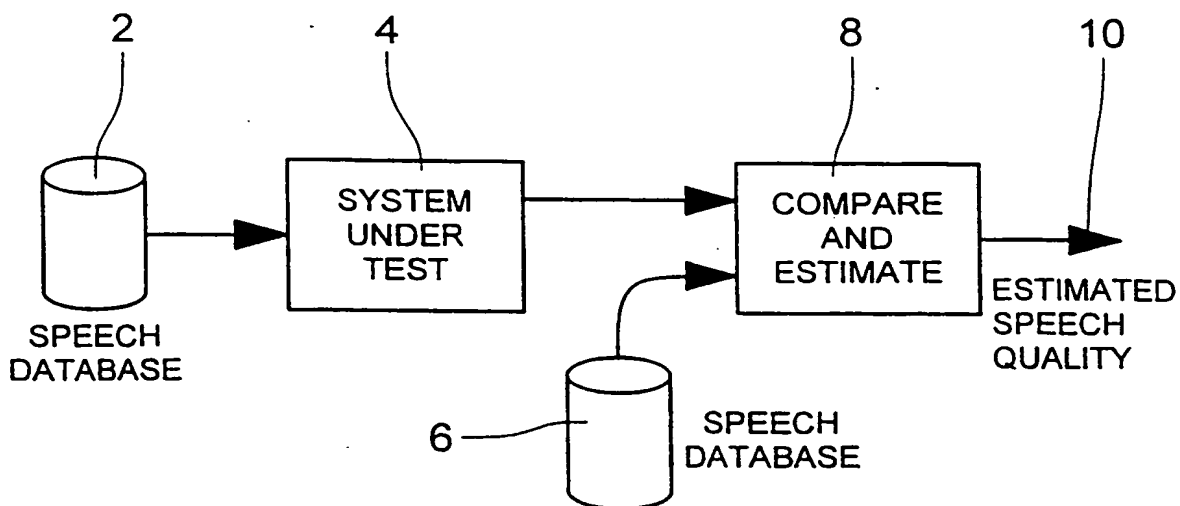 2
4
8
10
SYSTEM
UNDER
TEST
COMPARE
AND
ESTIMATE
SPEECH
DATABASE
ESTIMATED
SPEECH
QUALITY
6
SPEECH
DATABASE